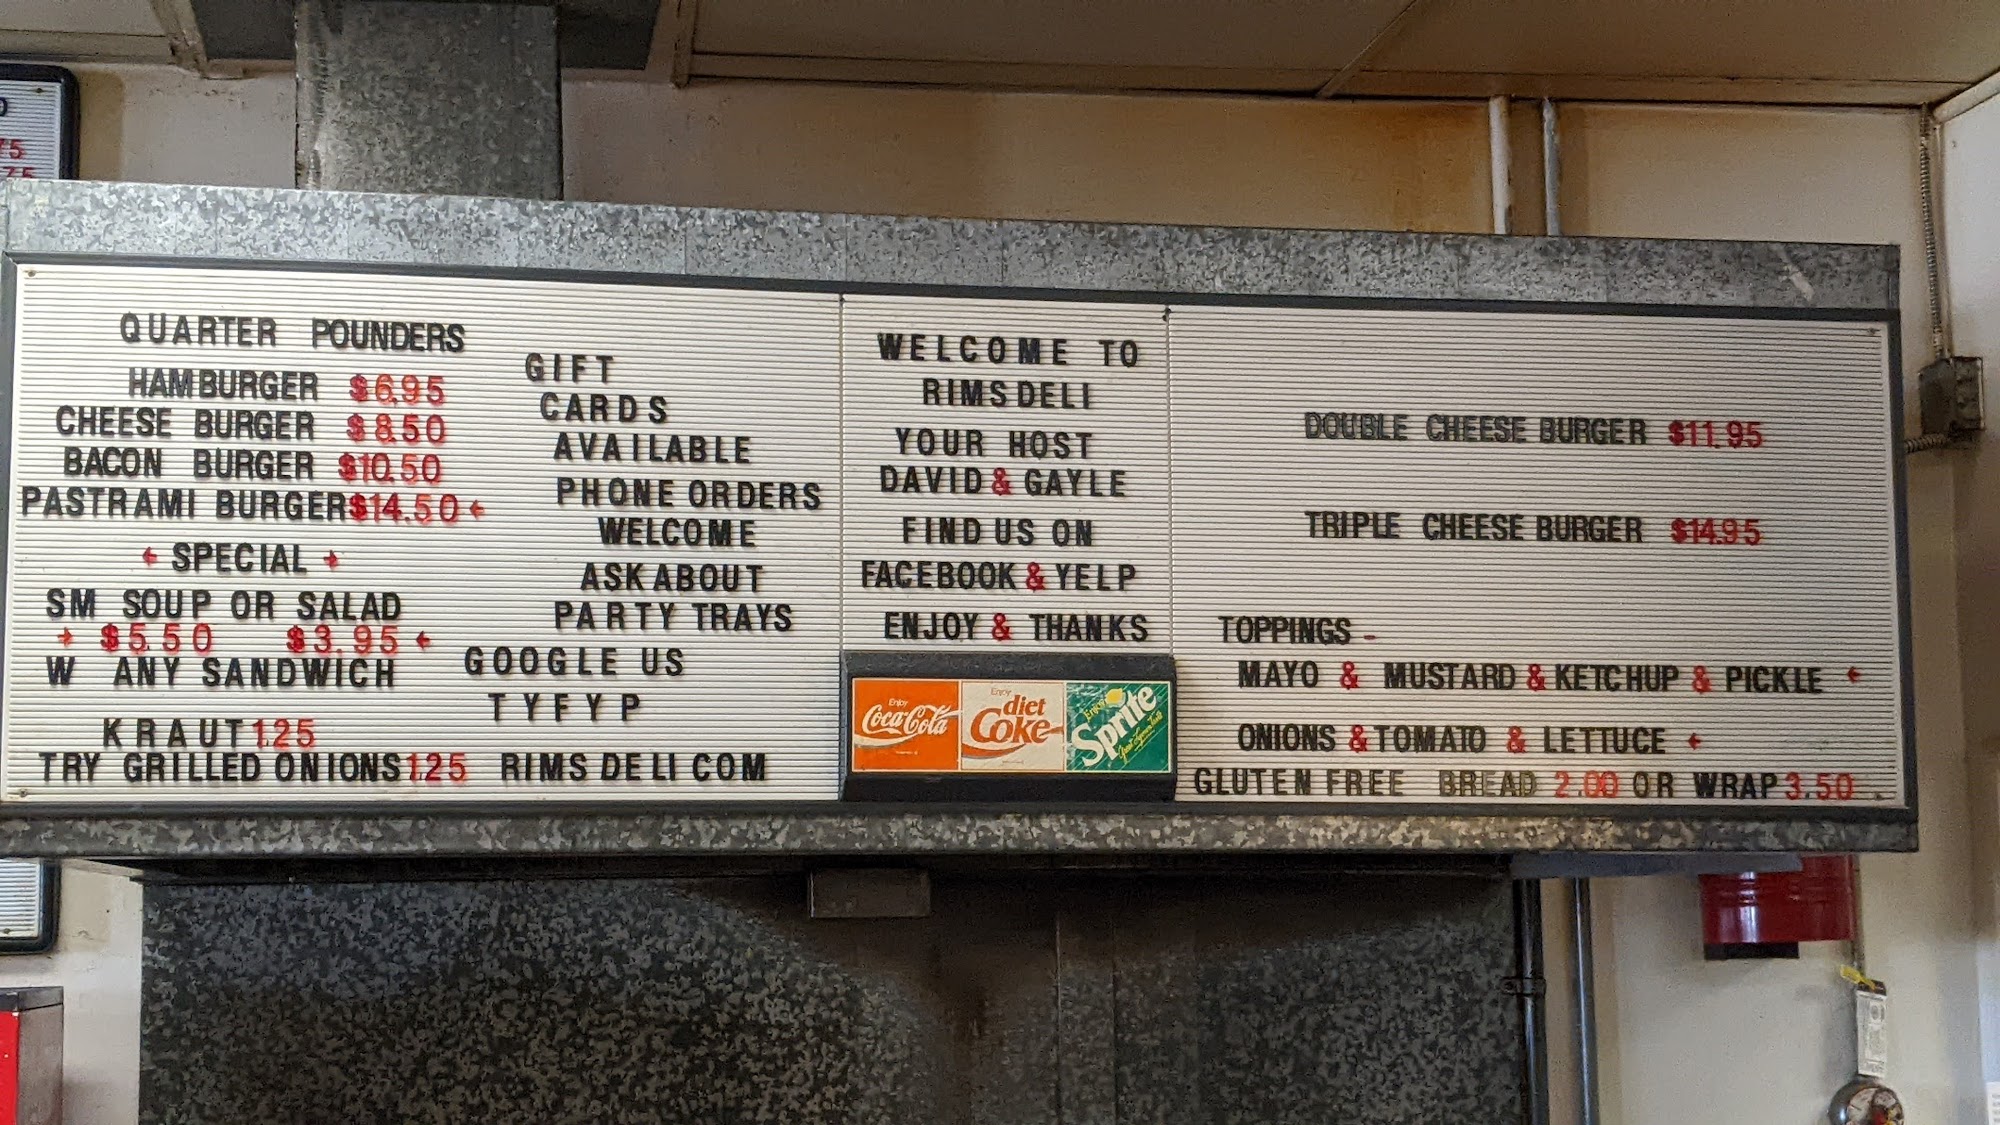 75
QUARTER POUNDERS
HAMBURGER $6.95
CHEESE BURGER $8.50
BACON BURGER $10.50
PASTRAMI BURGER $14.50 ←
← SPECIAL →
SM SOUP OR SALAD
→ $5.50 $3.95 ←
W ANY SANDWICH
KRAUT 1.25
TRY GRILLED ONIONS 1.25
GIFT
CARDS
AVAILABLE
PHONE ORDERS
WELCOME
ASK ABOUT
PARTY TRAYS
GOOGLE US
TYFYP
RIMSDELI COM
WELCOME TO
RIMS DELI
YOUR HOST
DAVID & GAYLE
FIND US ON
FACEBOOK & YELP
ENJOY & THANKS
Enjoy
Coca-Cola
Enjoy
diet
Coke
Enjoy
Sprite
DOUBLE CHEESE BURGER $11.95
TRIPLE CHEESE BURGER $14.95
TOPPINGS -
MAYO & MUSTARD & KETCHUP & PICKLE ←
ONIONS & TOMATO & LETTUCE ←
GLUTEN FREE BREAD 2.00 OR WRAP 3.50